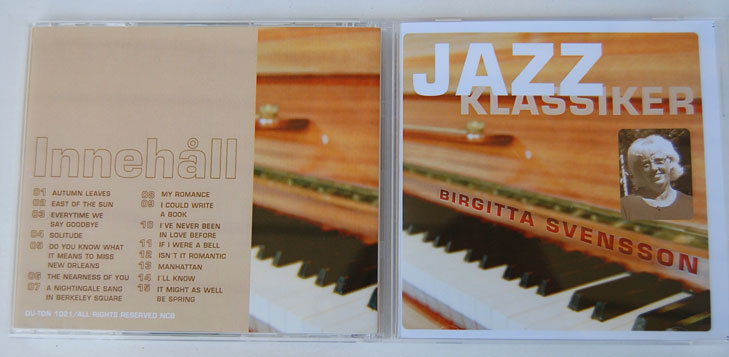 Innehåll
01 AUTUMN LEAVES
02 EAST OF THE SUN
03 EVERYTIME WE
SAY GOODBYE
04 SOLITUDE
05 DO YOU KNOW WHAT
IT MEANS TO MISS
NEW ORLEANS
06 THE NEARNESS OF YOU
07 A NIGHTINGALE SANG
IN BERKELEY SQUARE
08 MY ROMANCE
09 I COULD WRITE
A BOOK
10 I'VE NEVER BEEN
IN LOVE BEFORE
11 IF I WERE A BELL
12 ISN'T IT ROMANTIC
13 MANHATTAN
14 I'LL KNOW
15 IT MIGHT AS WELL
BE SPRING
DU-TON 1021/ALL RIGHTS RESERVED NCB
JAZZ
KLASSIKER
BIRGITTA SVENSSON